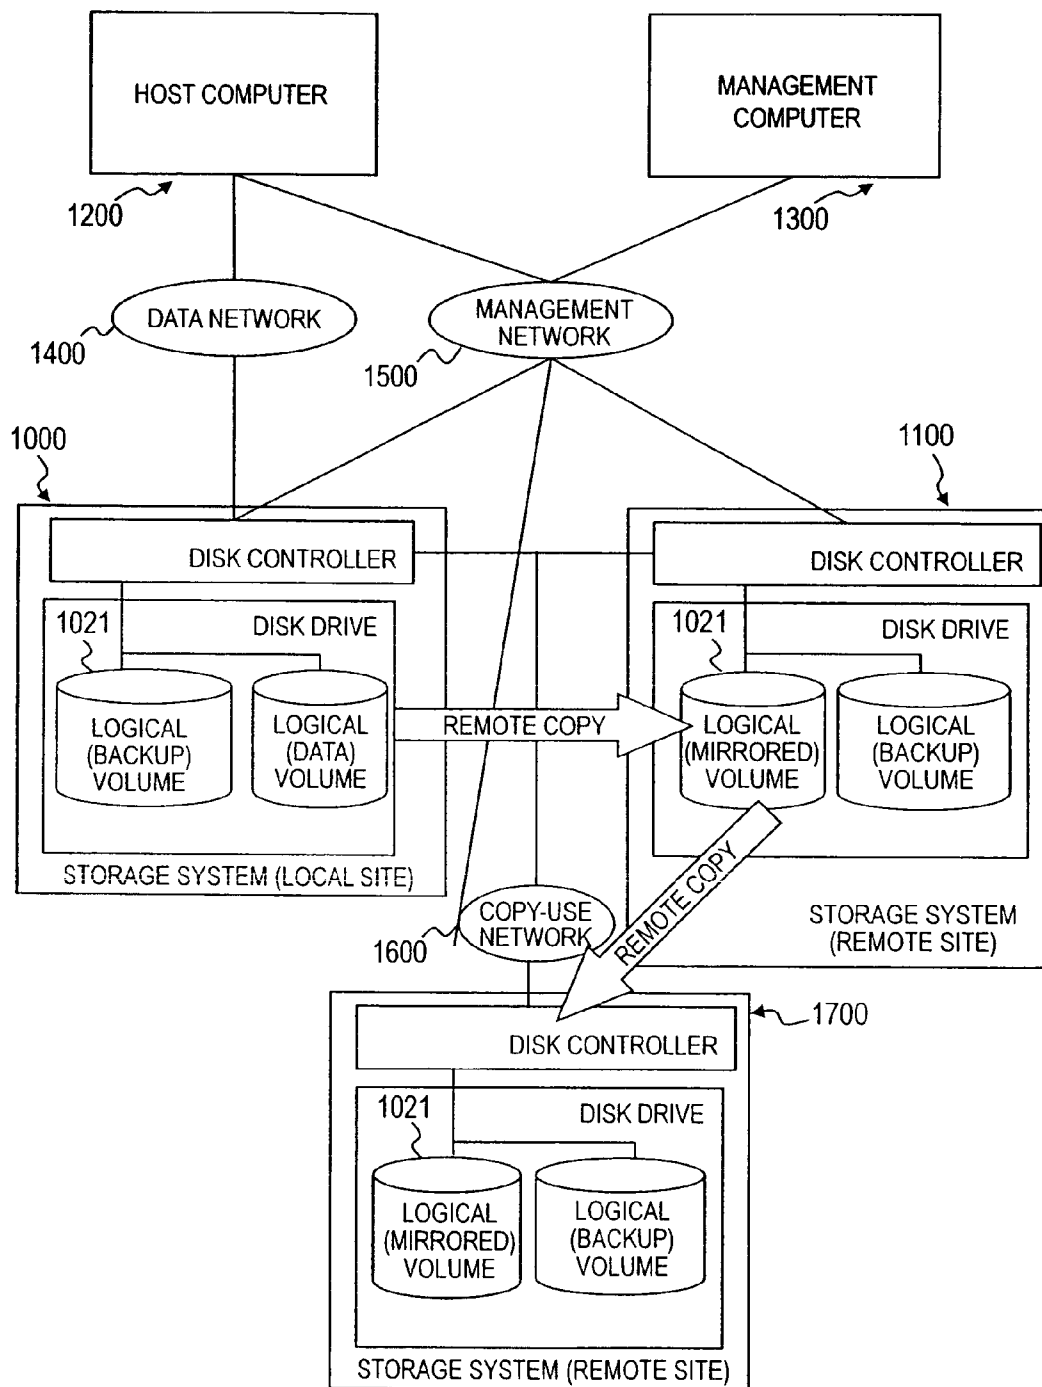 HOST COMPUTER
MANAGEMENT
COMPUTER
1200
1300
DATA NETWORK
1400
MANAGEMENT
NETWORK
1500
1000
1100
DISK CONTROLLER
DISK CONTROLLER
1021
DISK DRIVE
LOGICAL
(BACKUP)
VOLUME
LOGICAL
(DATA)
VOLUME
STORAGE SYSTEM (LOCAL SITE)
REMOTE COPY
1021
DISK DRIVE
LOGICAL
(MIRRORED)
VOLUME
LOGICAL
(BACKUP)
VOLUME
STORAGE SYSTEM
(REMOTE SITE)
REMOTE COPY
COPY-USE
NETWORK
1600
1700
DISK CONTROLLER
1021
DISK DRIVE
LOGICAL
(MIRRORED)
VOLUME
LOGICAL
(BACKUP)
VOLUME
STORAGE SYSTEM (REMOTE SITE)